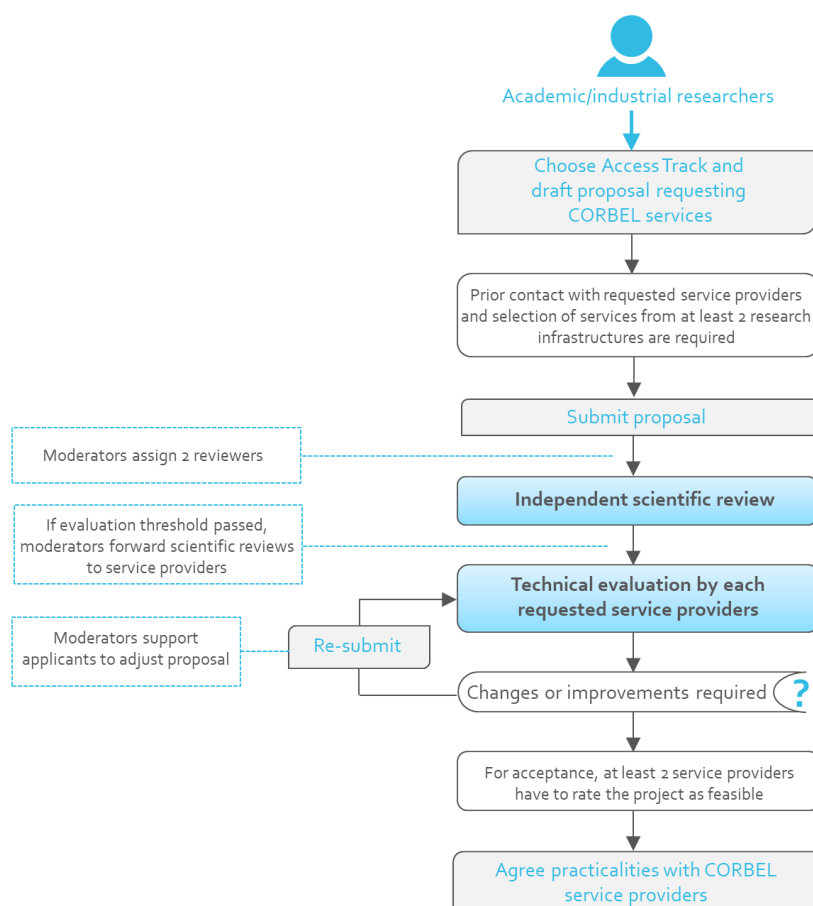 Academic/industrial researchers
Choose Access Track and
draft proposal requesting
CORBEL services
Prior contact with requested service providers
and selection of services from at least 2 research
infrastructures are required
Submit proposal
Moderators assign 2 reviewers
Independent scientific review
If evaluation threshold passed,
moderators forward scientific reviews
to service providers
Technical evaluation by each
requested service providers
Moderators support
applicants to adjust proposal
Re-submit
Changes or improvements required ?
For acceptance, at least 2 service providers
have to rate the project as feasible
Agree practicalities with CORBEL
service providers